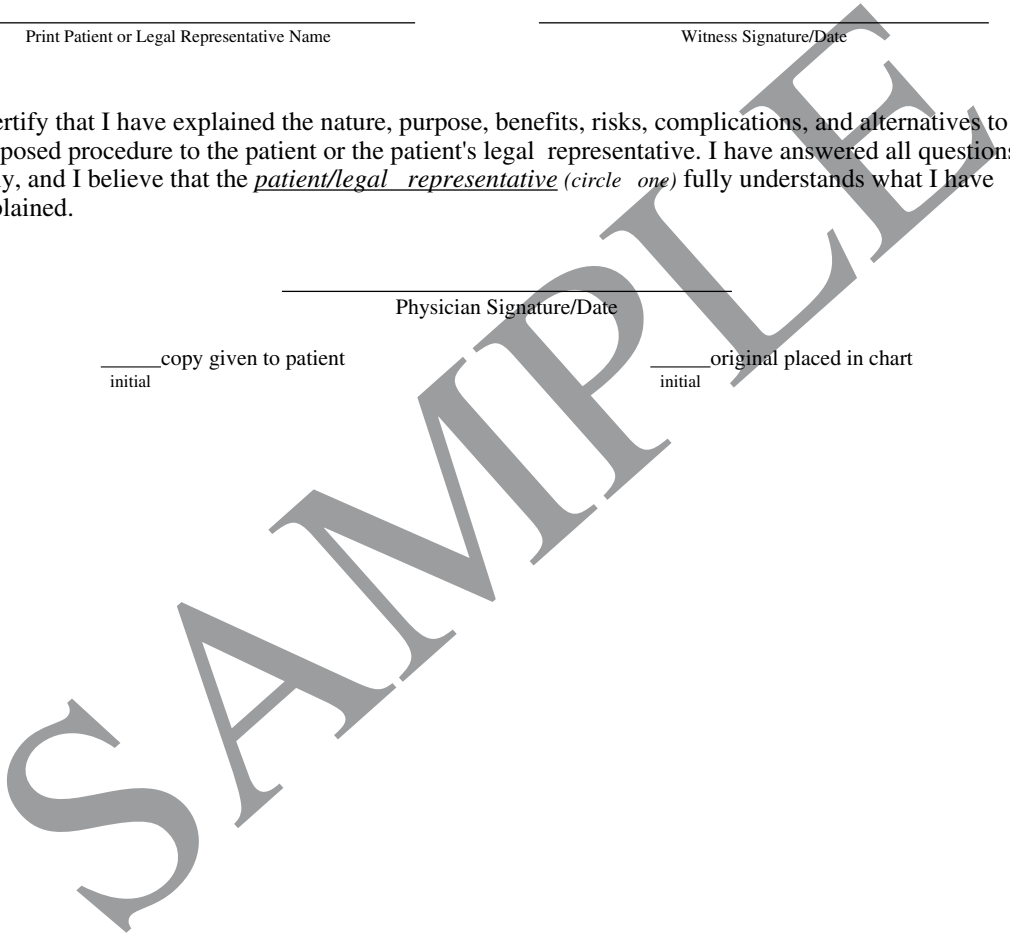 Print Patient or Legal Representative Name Witness Signature/Date
ertify that I have explained the nature, purpose, benefits, risks, complications, and alternatives to
posed procedure to the patient or the patient's legal representative. I have answered all questions
y, and I believe that the patient/legal representative (circle one) fully understands what I have
lained.
Physician Signature/Date
_____copy given to patient _____original placed in chart
initial initial
SAMPLE